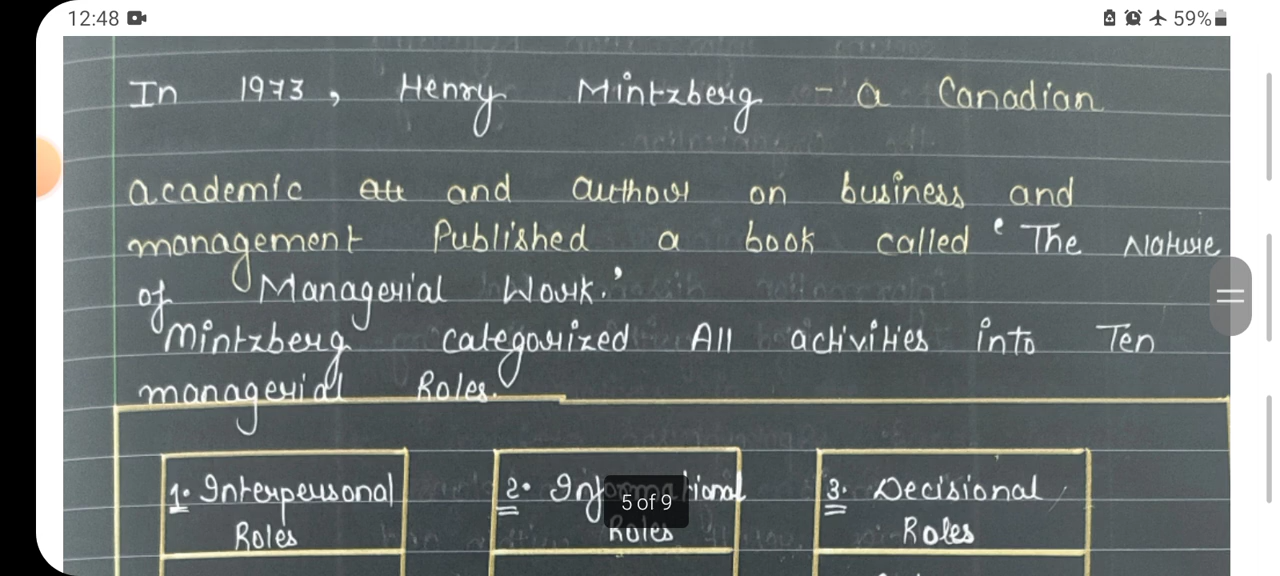 12:48
59%
In 1973, Henry Mintzberg - a Canadian
academic and author on business and
management Published a book called ‘The Nature
of Managerial Work.’
Mintzberg categorized All activities into Ten
managerial Roles.
1. Interpersonal
Roles
2. Informational
Roles
3. Decisional
Roles
5 of 9